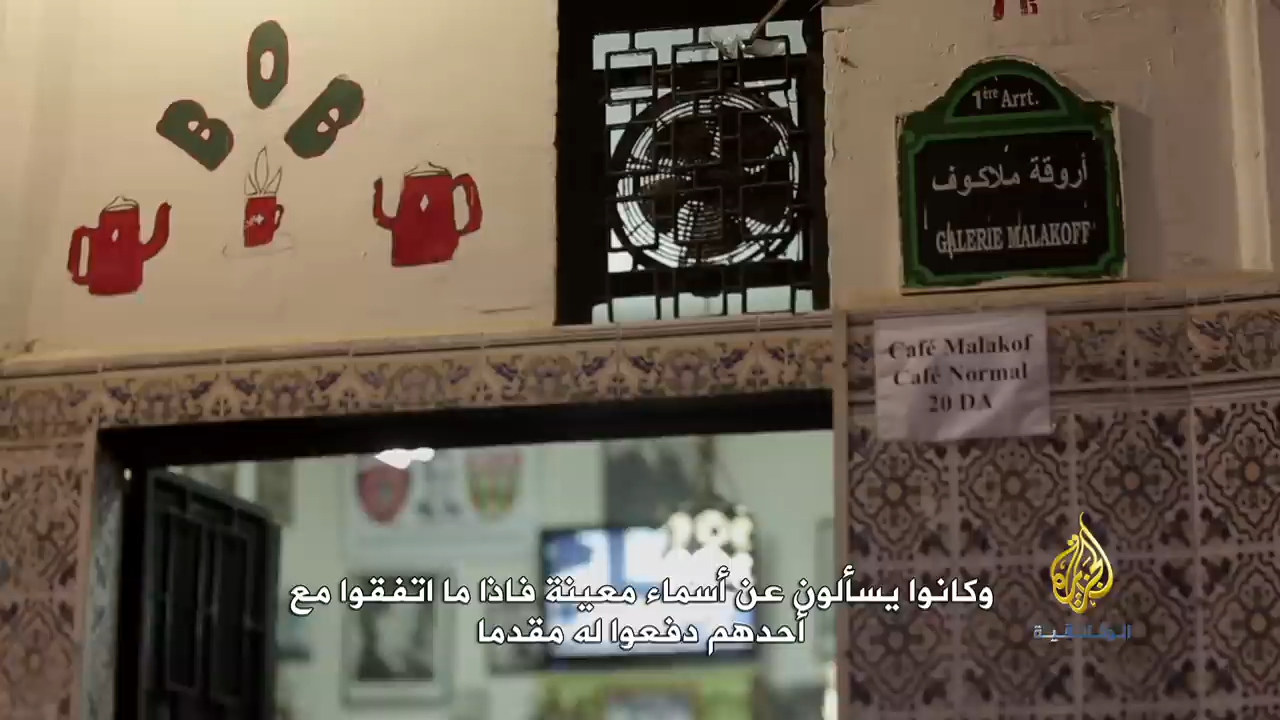 BOB
1ère Arrt.
أروقة ملاكوف
GALERIE MALAKOFF
Café Malakof
Café Normal
20 DA
وكانوا يسألون عن أسماء معينة فاذا ما اتفقوا مع
أحدهم دفعوا له مقدما
الجزيرة
الوثائقية